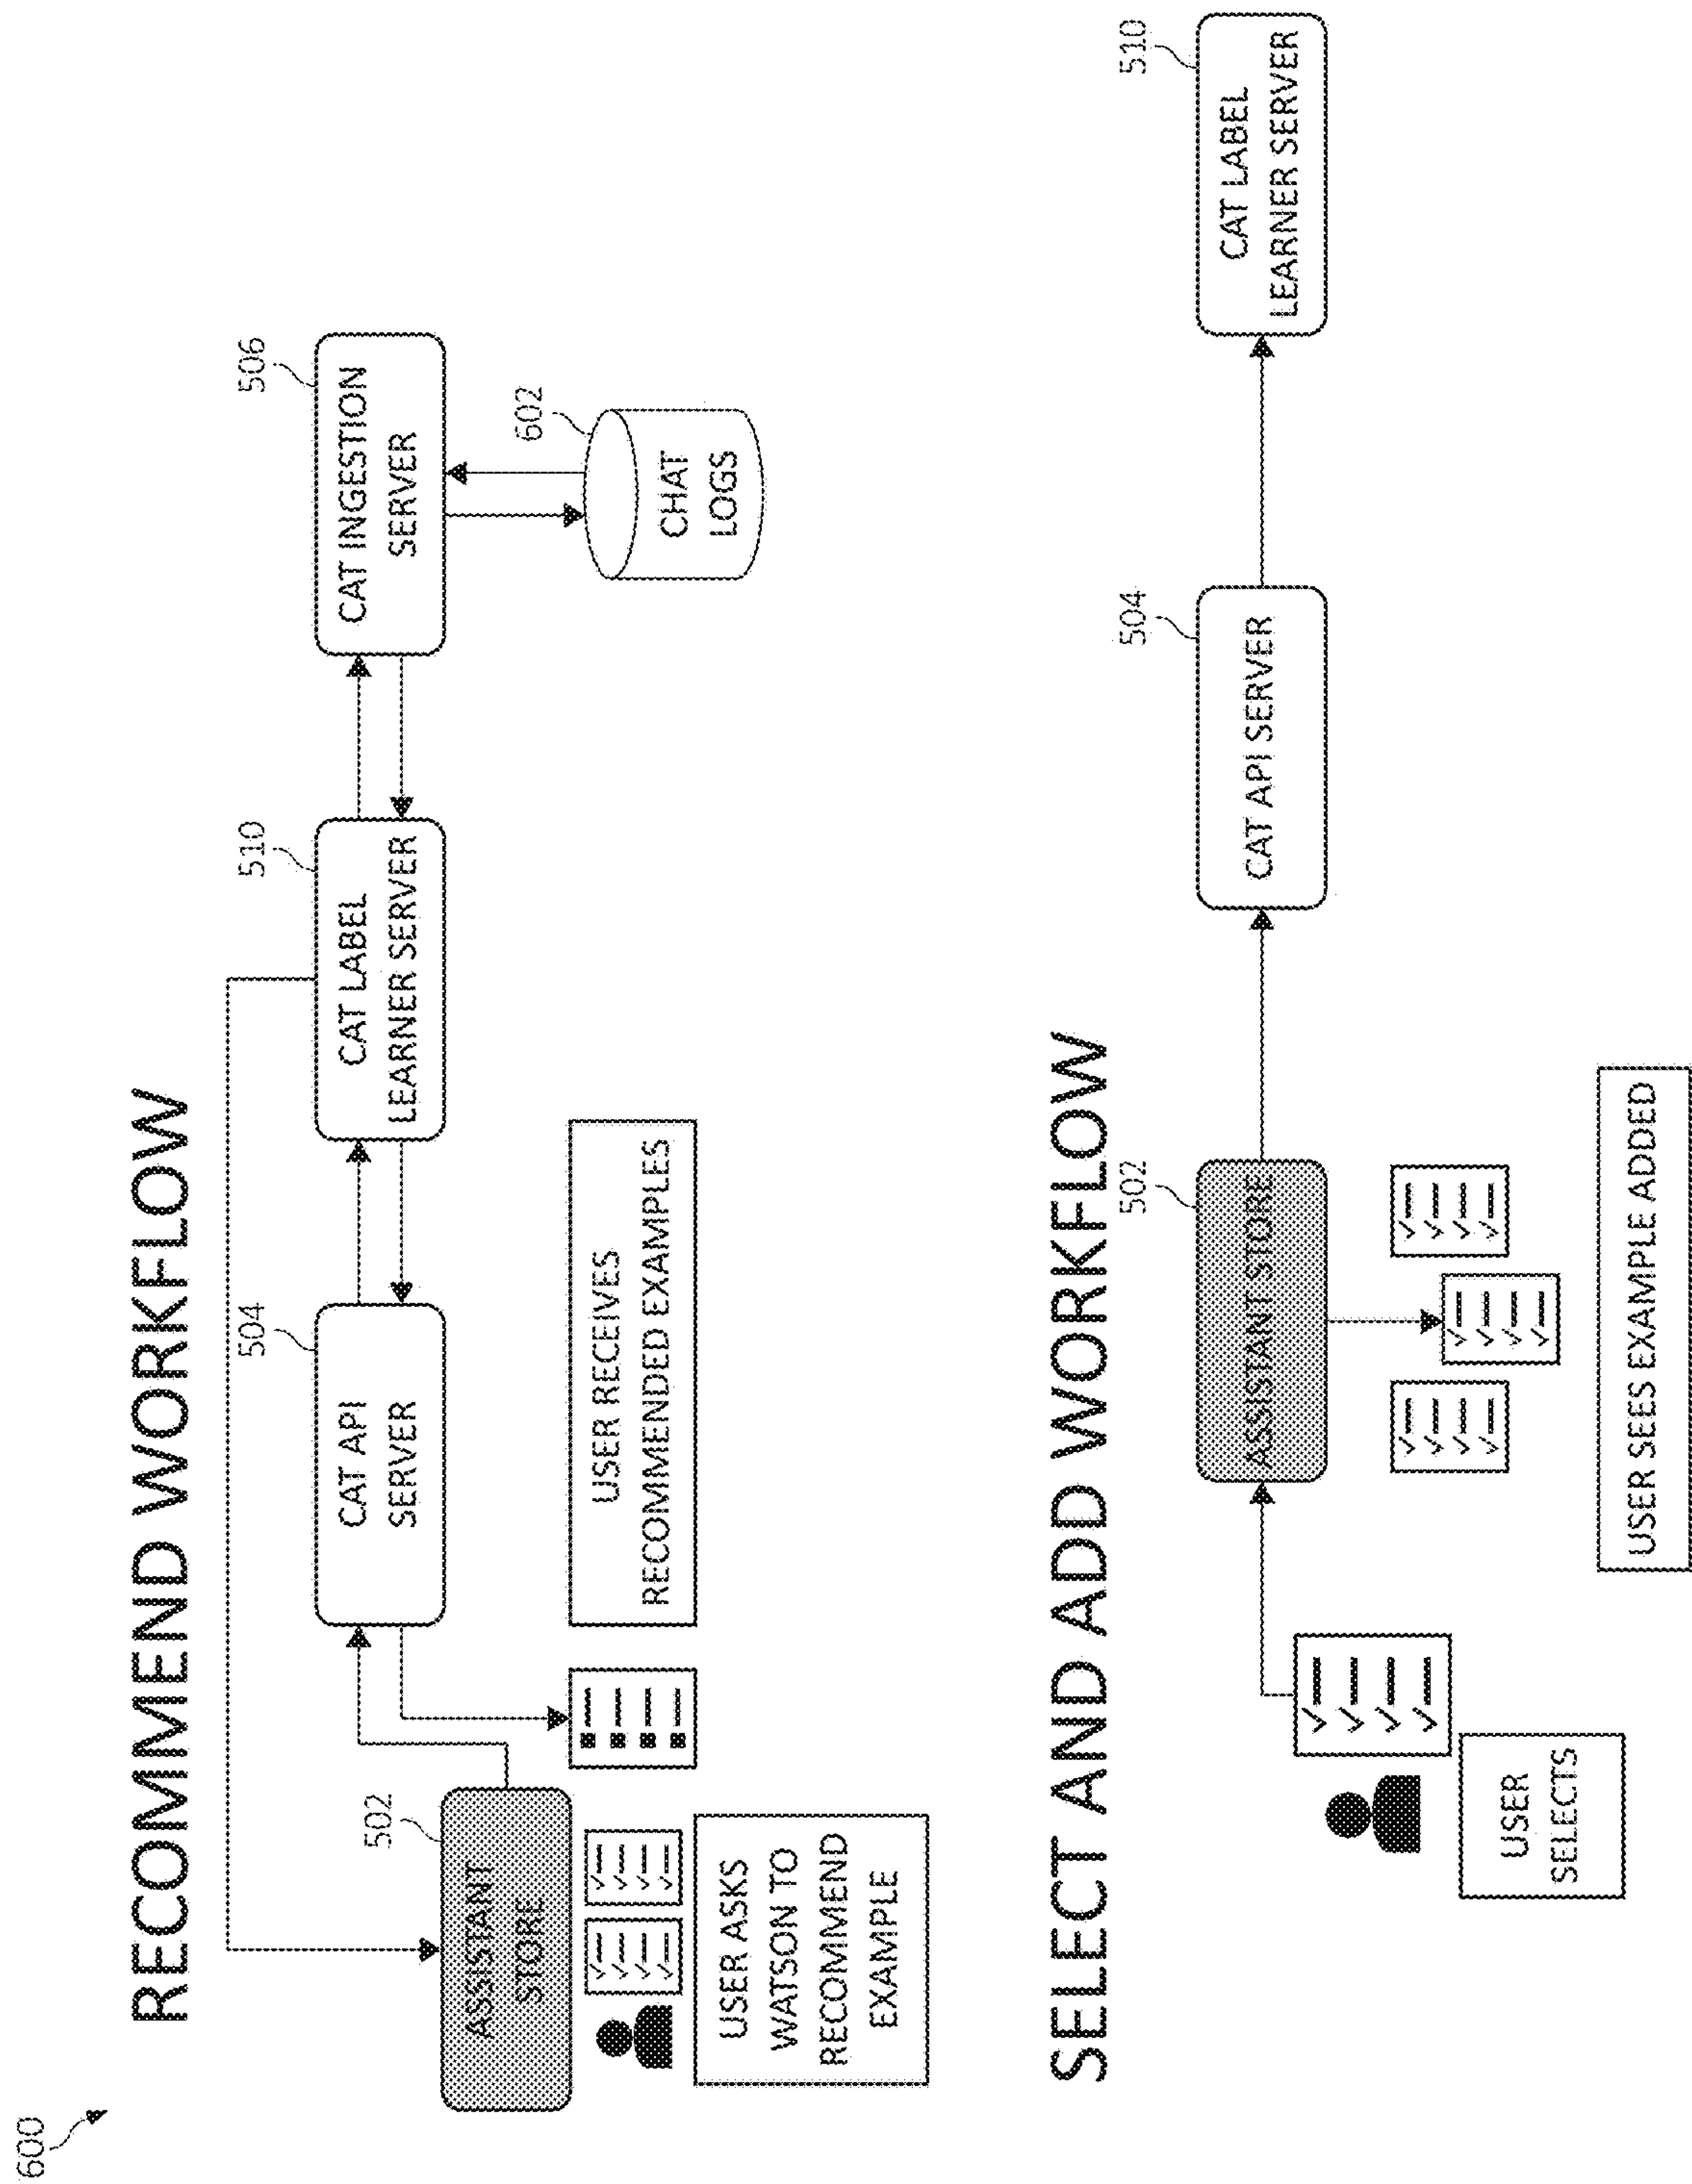 600
RECOMMEND WORKFLOW
502
ASSISTANT
STORE
USER ASKS
WATSON TO
RECOMMEND
EXAMPLE
504
CAT API
SERVER
USER RECEIVES
RECOMMENDED EXAMPLES
510
CAT LABEL
LEARNER SERVER
506
CAT INGESTION
SERVER
602
CHAT
LOGS
SELECT AND ADD WORKFLOW
USER
SELECTS
502
ASSISTANT STORE
USER SEES EXAMPLE ADDED
504
CAT API SERVER
510
CAT LABEL
LEARNER SERVER